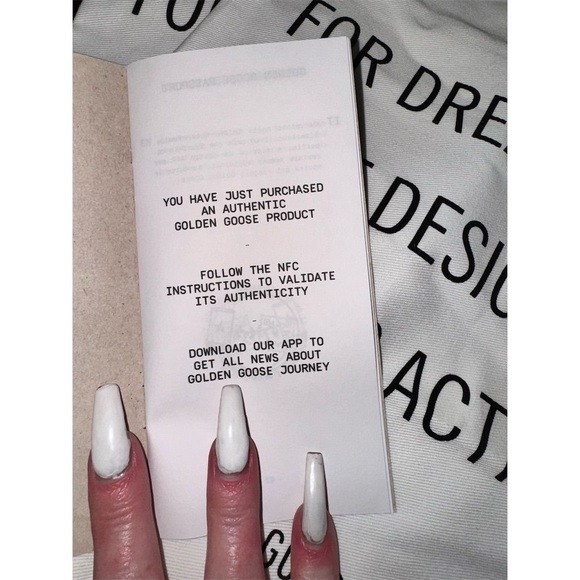 YOU HAVE JUST PURCHASED
AN AUTHENTIC
GOLDEN GOOSE PRODUCT
-
FOLLOW THE NFC
INSTRUCTIONS TO VALIDATE
ITS AUTHENTICITY
-
DOWNLOAD OUR APP TO
GET ALL NEWS ABOUT
GOLDEN GOOSE JOURNEY
FOR DRE
DESIG
ACT